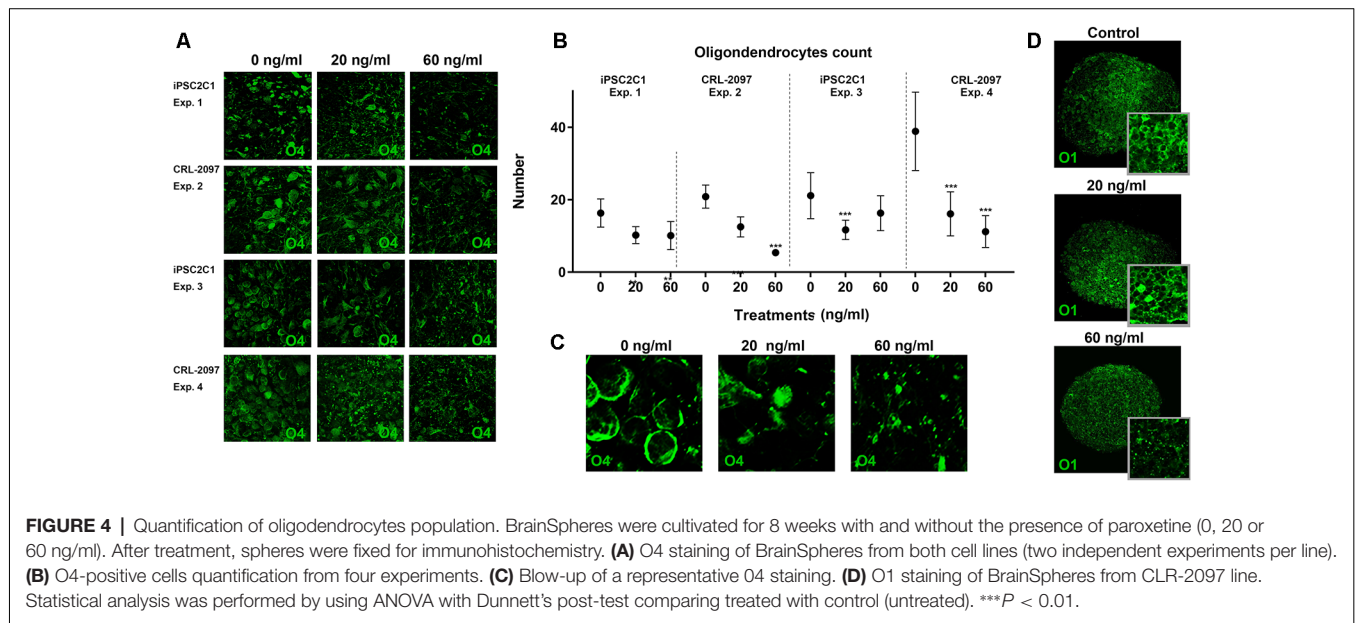 A
0 ng/ml 20 ng/ml 60 ng/ml
iPSC2C1
Exp. 1
O4 O4 O4
CRL-2097
Exp. 2
O4 O4 O4
iPSC2C1
Exp. 3
O4 O4 O4
CRL-2097
Exp. 4
O4 O4 O4
B
Oligondendrocytes count
iPSC2C1 CRL-2097 iPSC2C1 CRL-2097
Exp. 1 Exp. 2 Exp. 3 Exp. 4
Number
40
20
0
*** *** *** ***
0 20 60 0 20 60 0 20 60 0 20 60
Treatments (ng/ml)
C
0 ng/ml 20 ng/ml 60 ng/ml
O4 O4 O4
D
Control
O1
20 ng/ml
O1
60 ng/ml
O1
FIGURE 4 | Quantification of oligodendrocytes population. BrainSpheres were cultivated for 8 weeks with and without the presence of paroxetine (0, 20 or
60 ng/ml). After treatment, spheres were fixed for immunohistochemistry. (A) O4 staining of BrainSpheres from both cell lines (two independent experiments per line).
(B) O4-positive cells quantification from four experiments. (C) Blow-up of a representative 04 staining. (D) O1 staining of BrainSpheres from CLR-2097 line.
Statistical analysis was performed by using ANOVA with Dunnett's post-test comparing treated with control (untreated). ***P < 0.01.